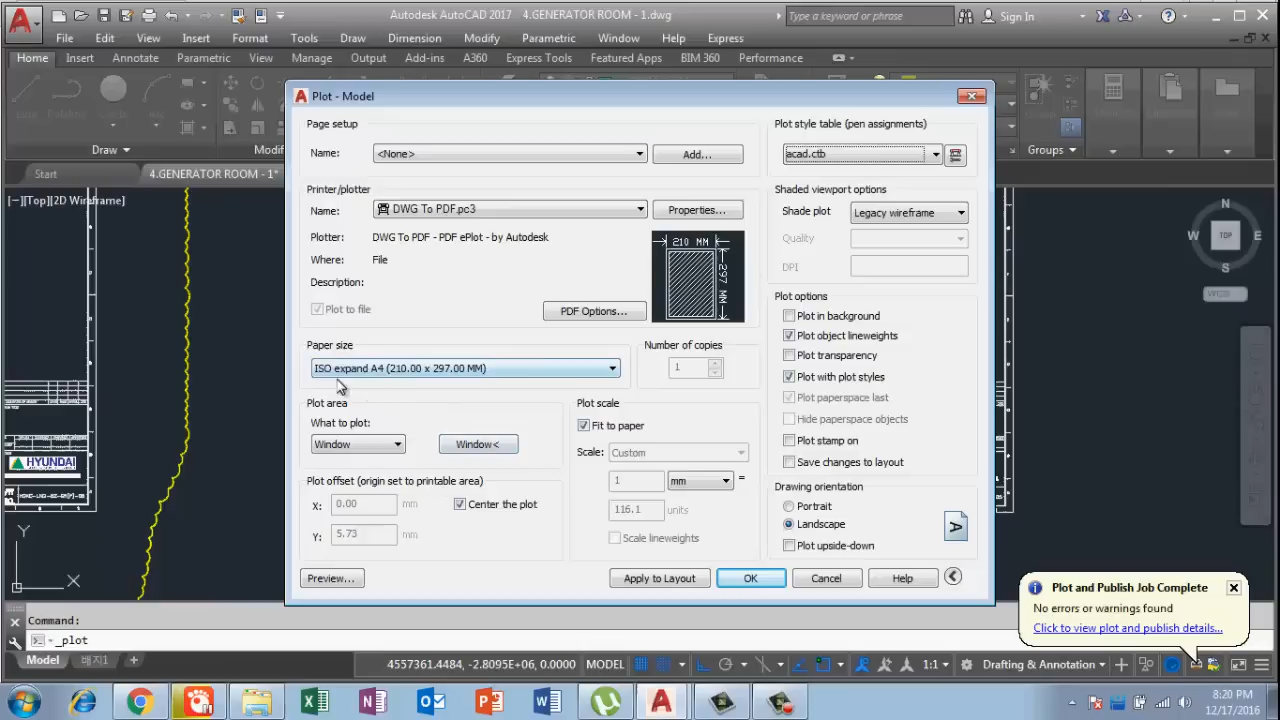 Autodesk AutoCAD 2017 4.GENERATOR ROOM - 1.dwg
Type a keyword or phrase
Sign In
File Edit View Insert Format Tools Draw Dimension Modify Parametric Window Help Express
Home Insert Annotate Parametric View Manage Output Add-ins A360 Express Tools Featured Apps BIM 360 Performance
Draw
Groups
Start
4.GENERATOR ROOM - 1*
[−][Top][2D Wireframe]
Plot - Model
Page setup
Name:
<None>
Add...
Printer/plotter
Name:
DWG To PDF.pc3
Properties...
Plotter:
DWG To PDF - PDF ePlot - by Autodesk
Where:
File
Description:
Plot to file
PDF Options...
210 MM
297 MM
Paper size
ISO expand A4 (210.00 x 297.00 MM)
Number of copies
1
Plot area
What to plot:
Window
Window<
Plot offset (origin set to printable area)
X:
0.00
mm
Center the plot
Y:
5.73
mm
Plot scale
Fit to paper
Scale:
Custom
1
mm
=
116.1
units
Scale lineweights
Plot style table (pen assignments)
acad.ctb
Shaded viewport options
Shade plot
Legacy wireframe
Quality
DPI
Plot options
Plot in background
Plot object lineweights
Plot transparency
Plot with plot styles
Plot paperspace last
Hide paperspace objects
Plot stamp on
Save changes to layout
Drawing orientation
Portrait
Landscape
Plot upside-down
A
Preview...
Apply to Layout
OK
Cancel
Help
N
W
TOP
E
S
HYUNDAI
Y
X
Plot and Publish Job Complete
No errors or warnings found
Click to view plot and publish details...
Command:
_plot
Model
배치1
4557361.4484, -2.8095E+06, 0.0000
MODEL
1:1
Drafting & Annotation
8:20 PM
12/17/2016